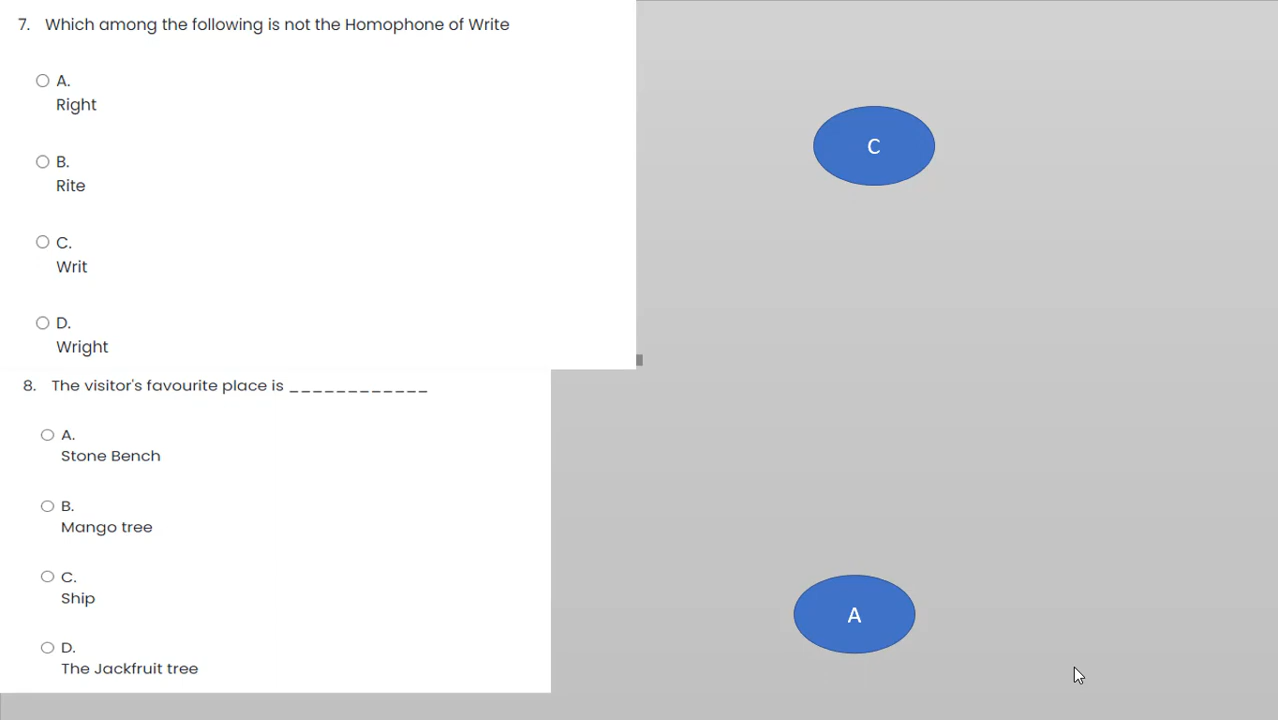 7. Which among the following is not the Homophone of Write
A.
Right
B.
Rite
C.
Writ
D.
Wright
C
8. The visitor's favourite place is ____________
A.
Stone Bench
B.
Mango tree
C.
Ship
D.
The Jackfruit tree
A